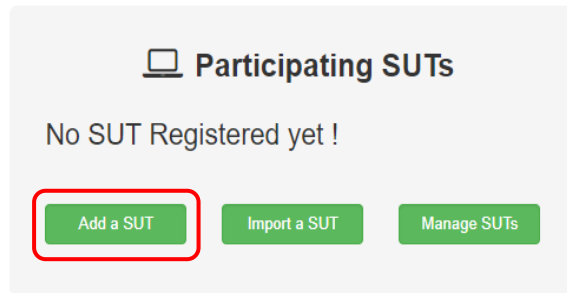 Participating SUTs
No SUT Registered yet !
Add a SUT
Import a SUT
Manage SUTs